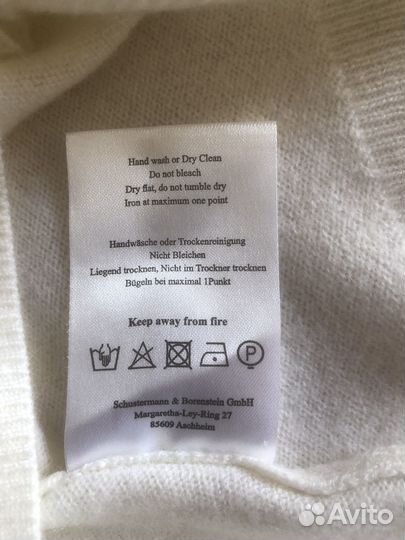 Hand wash or Dry Clean
Do not bleach
Dry flat, do not tumble dry
Iron at maximum one point
Handwäsche oder Trockenreinigung
Nicht Bleichen
Liegend trocknen, Nicht im Trockner trocknen
Bügeln bei maximal 1Punkt
Keep away from fire
P
Schustermann & Borenstein GmbH
Margaretha-Ley-Ring 27
85609 Aschheim
Avito